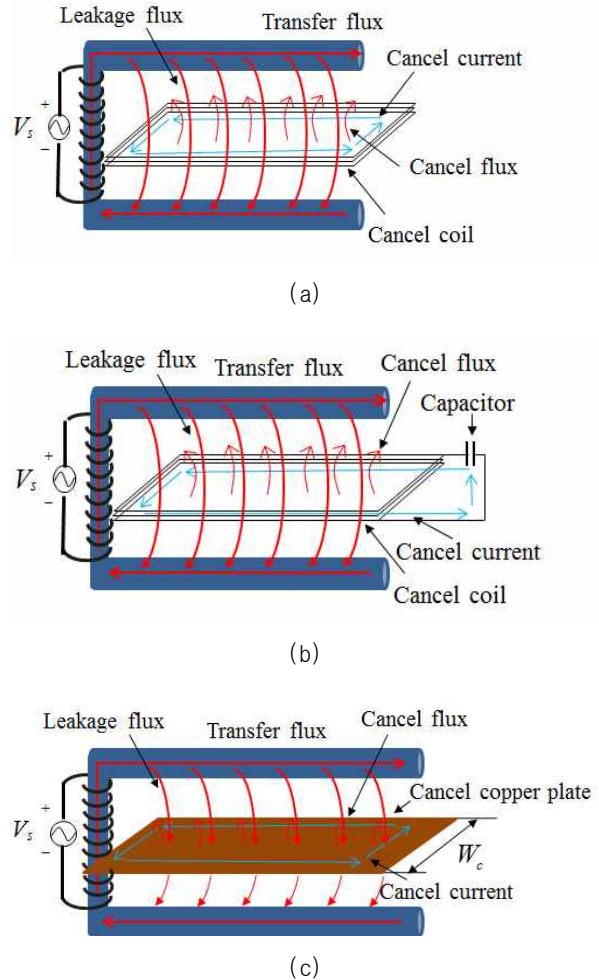 Leakage flux
Transfer flux
Cancel current
+
Vs
−
Cancel flux
Cancel coil
(a)
Leakage flux
Transfer flux
Cancel flux
Capacitor
+
Vs
−
Cancel current
Cancel coil
(b)
Leakage flux
Transfer flux
Cancel flux
Cancel copper plate
+
Vs
−
Wc
Cancel current
(c)